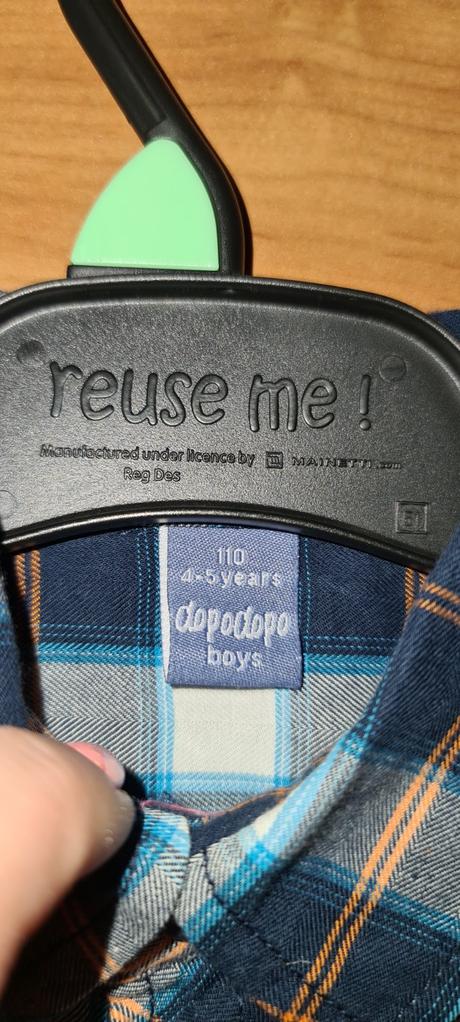 reuse me !
Manufactured under licence by MAINETTI.com
Reg Des
110
4-5 years
dopodopo
boys